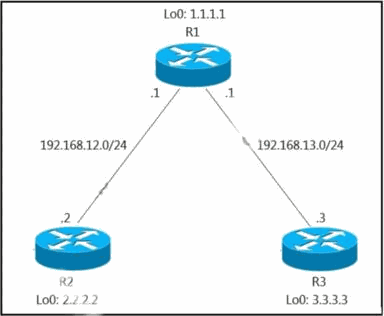 Lo0: 1.1.1.1
R1
.1 .1
192.168.12.0/24 192.168.13.0/24
.2 .3
R2 R3
Lo0: 2.2.2.2 Lo0: 3.3.3.3